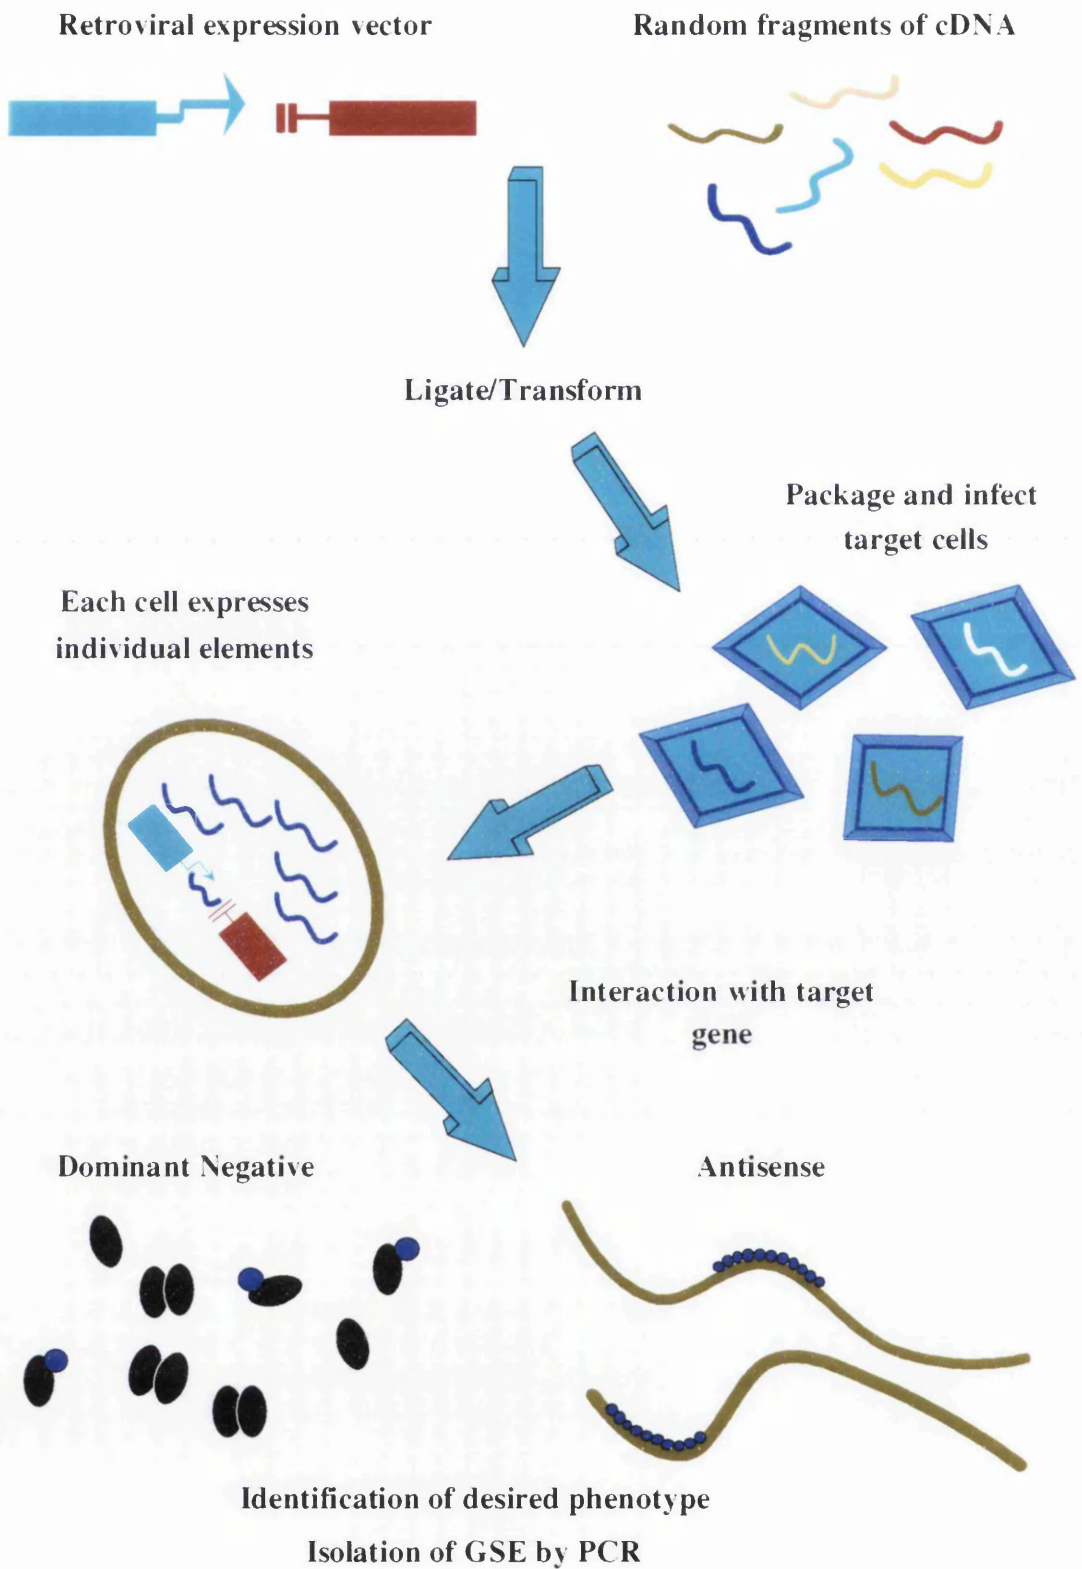 Retroviral expression vector
Random fragments of cDNA
Ligate/Transform
Package and infect
target cells
Each cell expresses
individual elements
Interaction with target
gene
Dominant Negative
Antisense
Identification of desired phenotype
Isolation of GSE by PCR